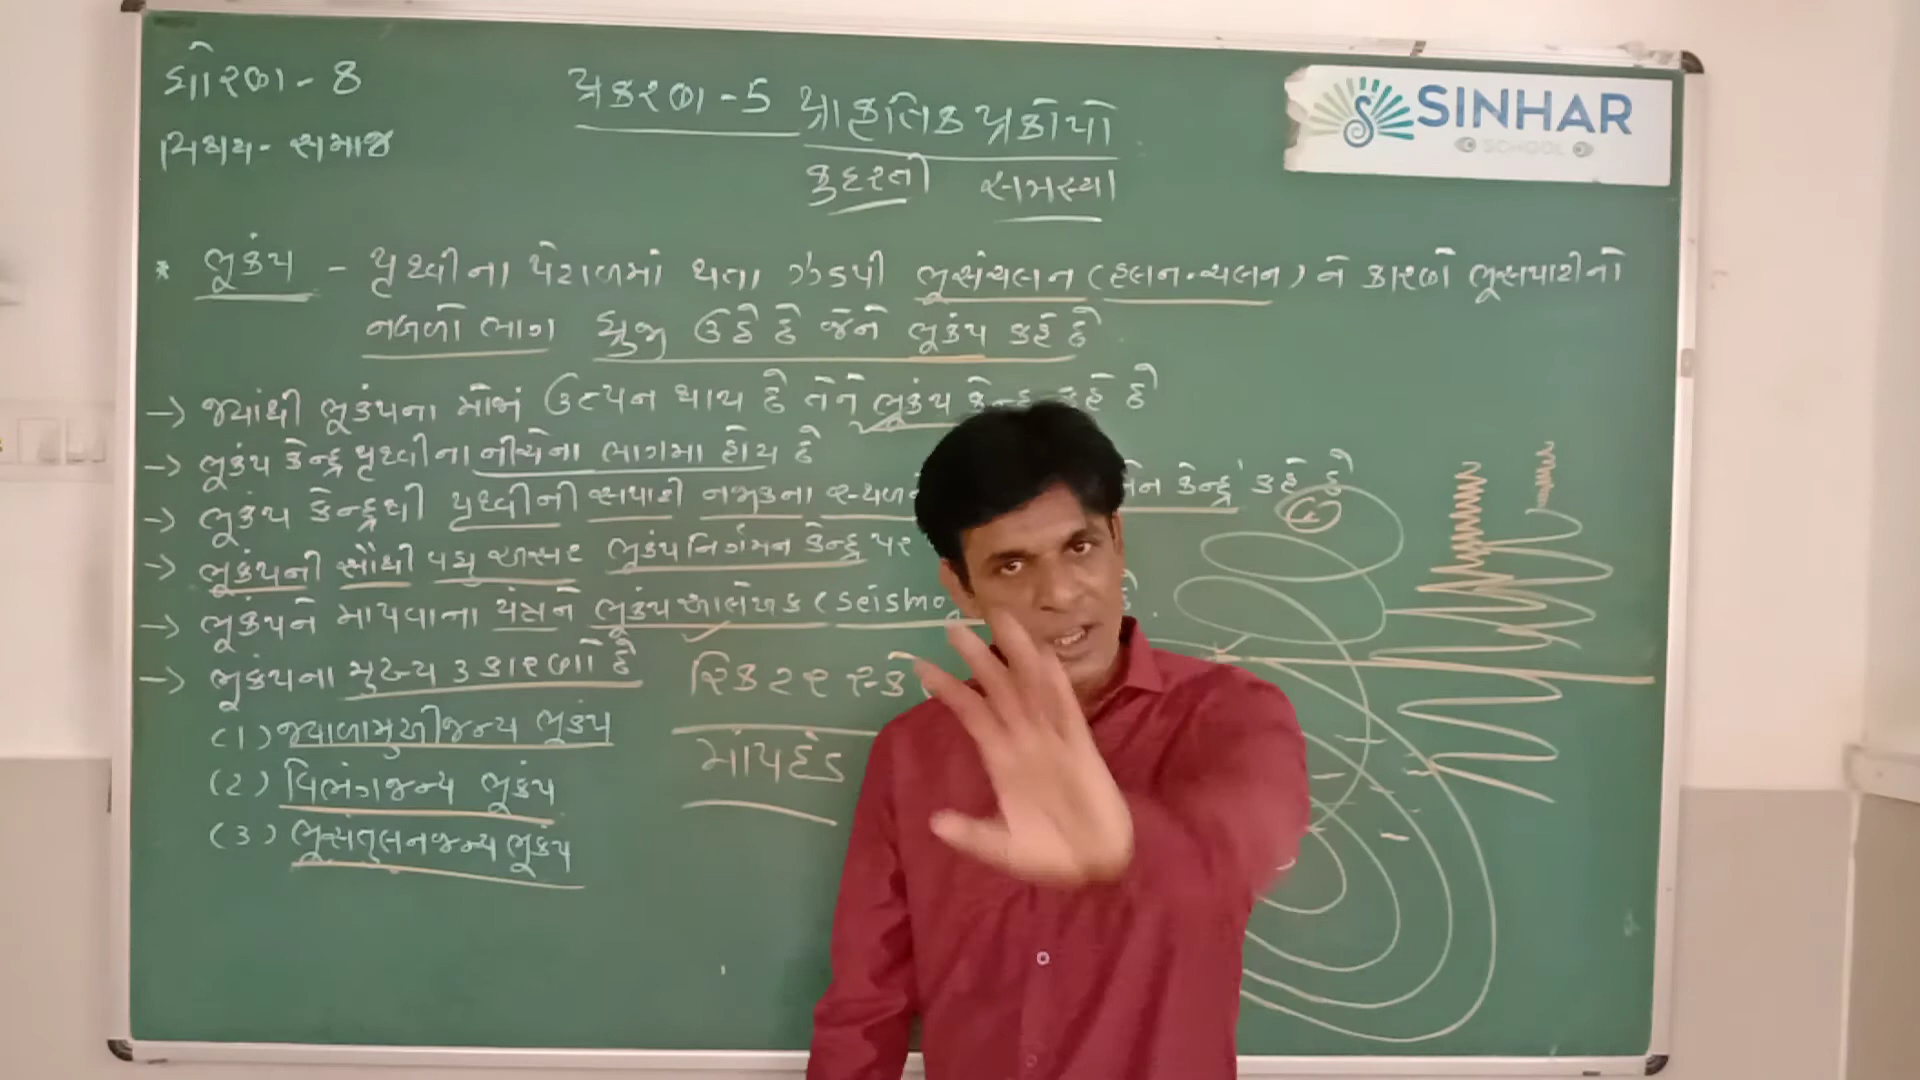 ધોરણ - 8
વિષય - સમાજ
પ્રકરણ - 5 પ્રાકૃતિક પ્રકોપો
કુદરતી સમસ્યા
SINHAR
SCHOOL
* ભૂકંપ - પૃથ્વીના પેટાળમાં થતા ઝડપી ભૂસંચલન (હલન-ચલન) ને કારણે ભૂસપાટીનો
નબળો ભાગ ધ્રુજી ઉઠે છે જેને ભૂકંપ કહે છે
-> જ્યાંથી ભૂકંપના મોજાં ઉત્પન થાય છે તેને ભૂકંપ કેન્દ્ર કહે છે
-> ભૂકંપ કેન્દ્ર પૃથ્વીના નીચેના ભાગમા હોય છે
-> ભૂકંપ કેન્દ્રથી પૃથ્વીની સપાટી નજીકના સ્થળ કેન્દ્ર કહે છે
-> ભૂકંપની સૌથી વધુ અસર ભૂકંપ નિર્ગમન કેન્દ્ર પર
-> ભૂકંપને માપવાના યંત્રને ભૂકંપ આલેખક (Seismo છે.
-> ભૂકંપના મુખ્ય 3 કારણો છે
રિક્ટર સ્કે
(1) જ્વાળામુખીજન્ય ભૂકંપ
માપદંડ
(2) વિભંગજન્ય ભૂકંપ
(3) ભૂસંતુલનજન્ય ભૂકંપ